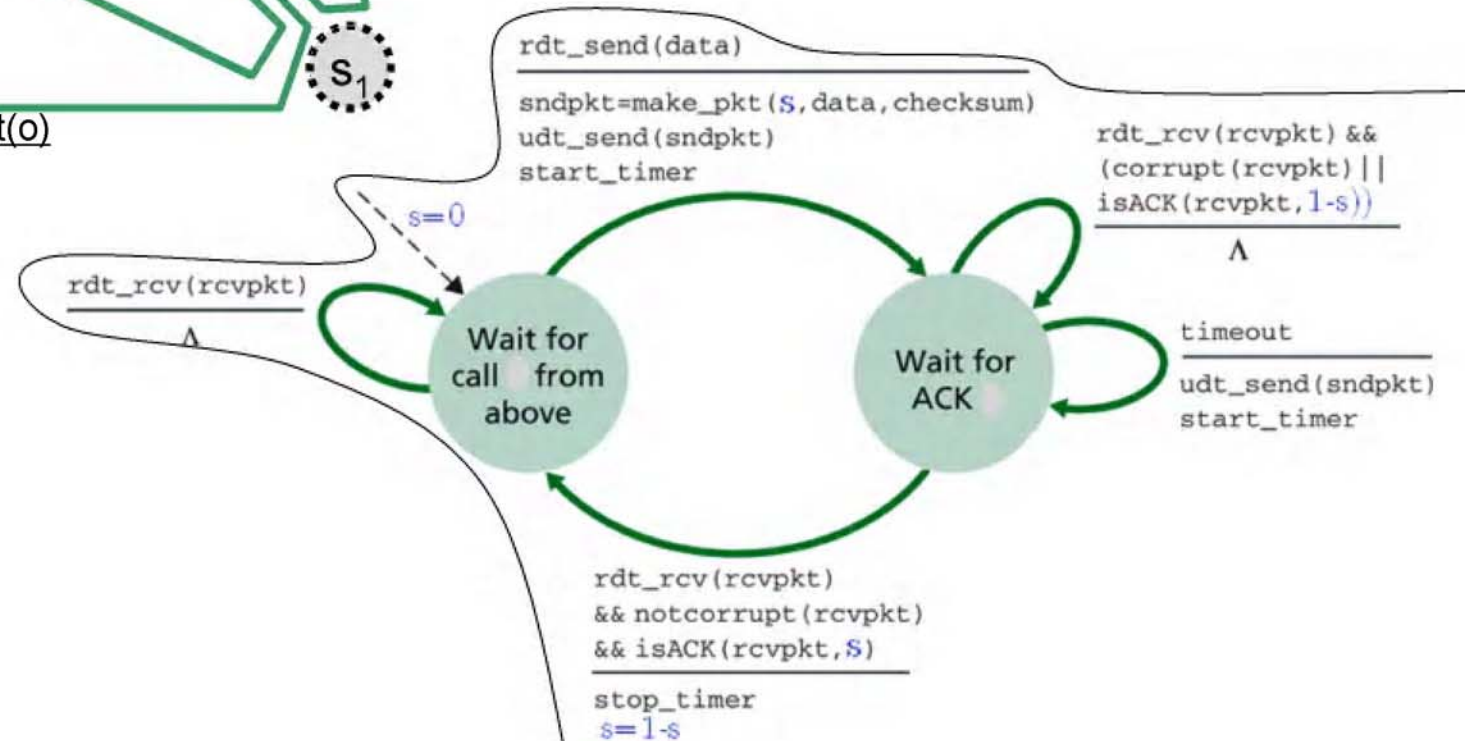 S1
t(o)
rdt_send(data)
sndpkt=make_pkt(s,data,checksum)
udt_send(sndpkt)
start_timer
rdt_rcv(rcvpkt) &&
(corrupt(rcvpkt)||
isACK(rcvpkt,1-s))
Λ
s=0
rdt_rcv(rcvpkt)
Λ
Wait for
call from
above
Wait for
ACK
timeout
udt_send(sndpkt)
start_timer
rdt_rcv(rcvpkt)
&& notcorrupt(rcvpkt)
&& isACK(rcvpkt,s)
stop_timer
s=1-s